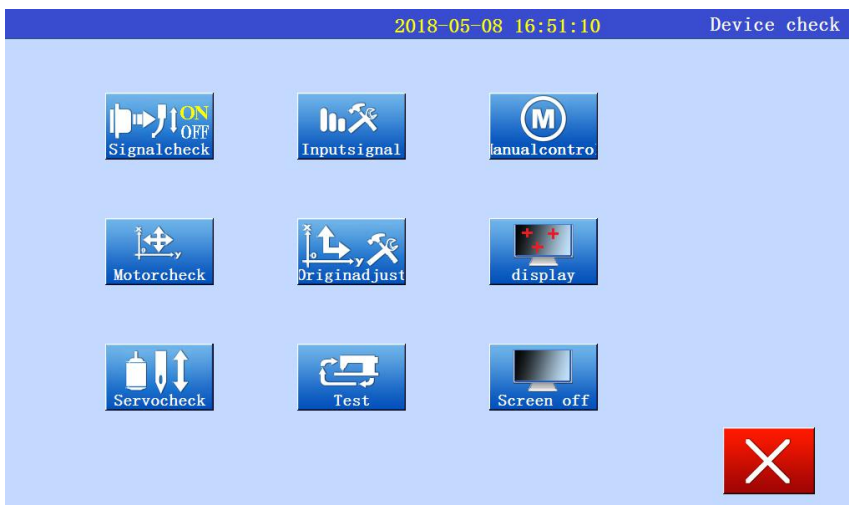 2018-05-08 16:51:10 Device check
ON
OFF
Signalcheck Inputsignal M anualcontro
Motorcheck Originadjust display
Servocheck Test Screen off